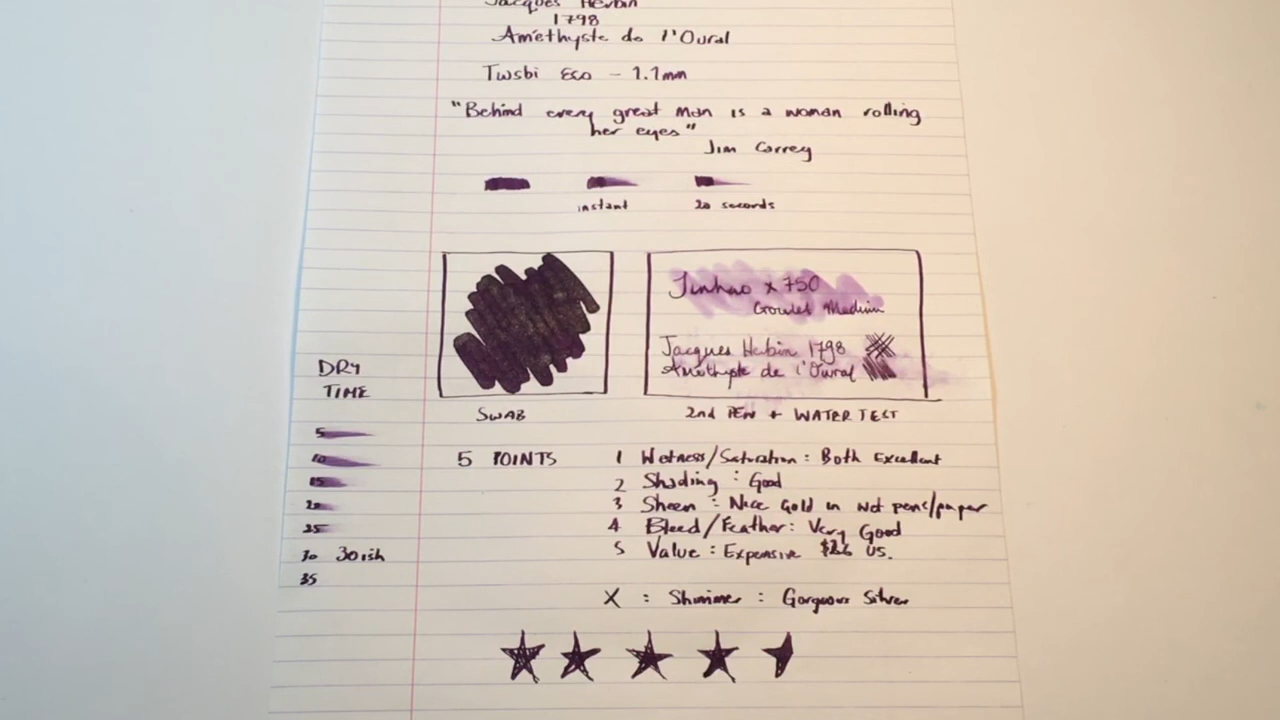 Jacques Herbin
1798
Améthyste de l'Oural
Twsbi Eco - 1.1mm
"Behind every great man is a woman rolling
her eyes"
Jim Carrey
instant
20 seconds
Jinhao x750
Goulet Medium
Jacques Herbin 1798
Améthyste de l'Oural
DRY
TIME
SWAB
2nd PEN + WATER TEST
5
10
15
20
25
30 30ish
35
5 POINTS
1 Wetness/Saturation : Both Excellent
2 Shading : Good
3 Sheen : Nice Gold in wet pens/paper
4 Bleed/Feather: Very Good
5 Value : Expensive $26 US.
X : Shimmer : Gorgeous Silver